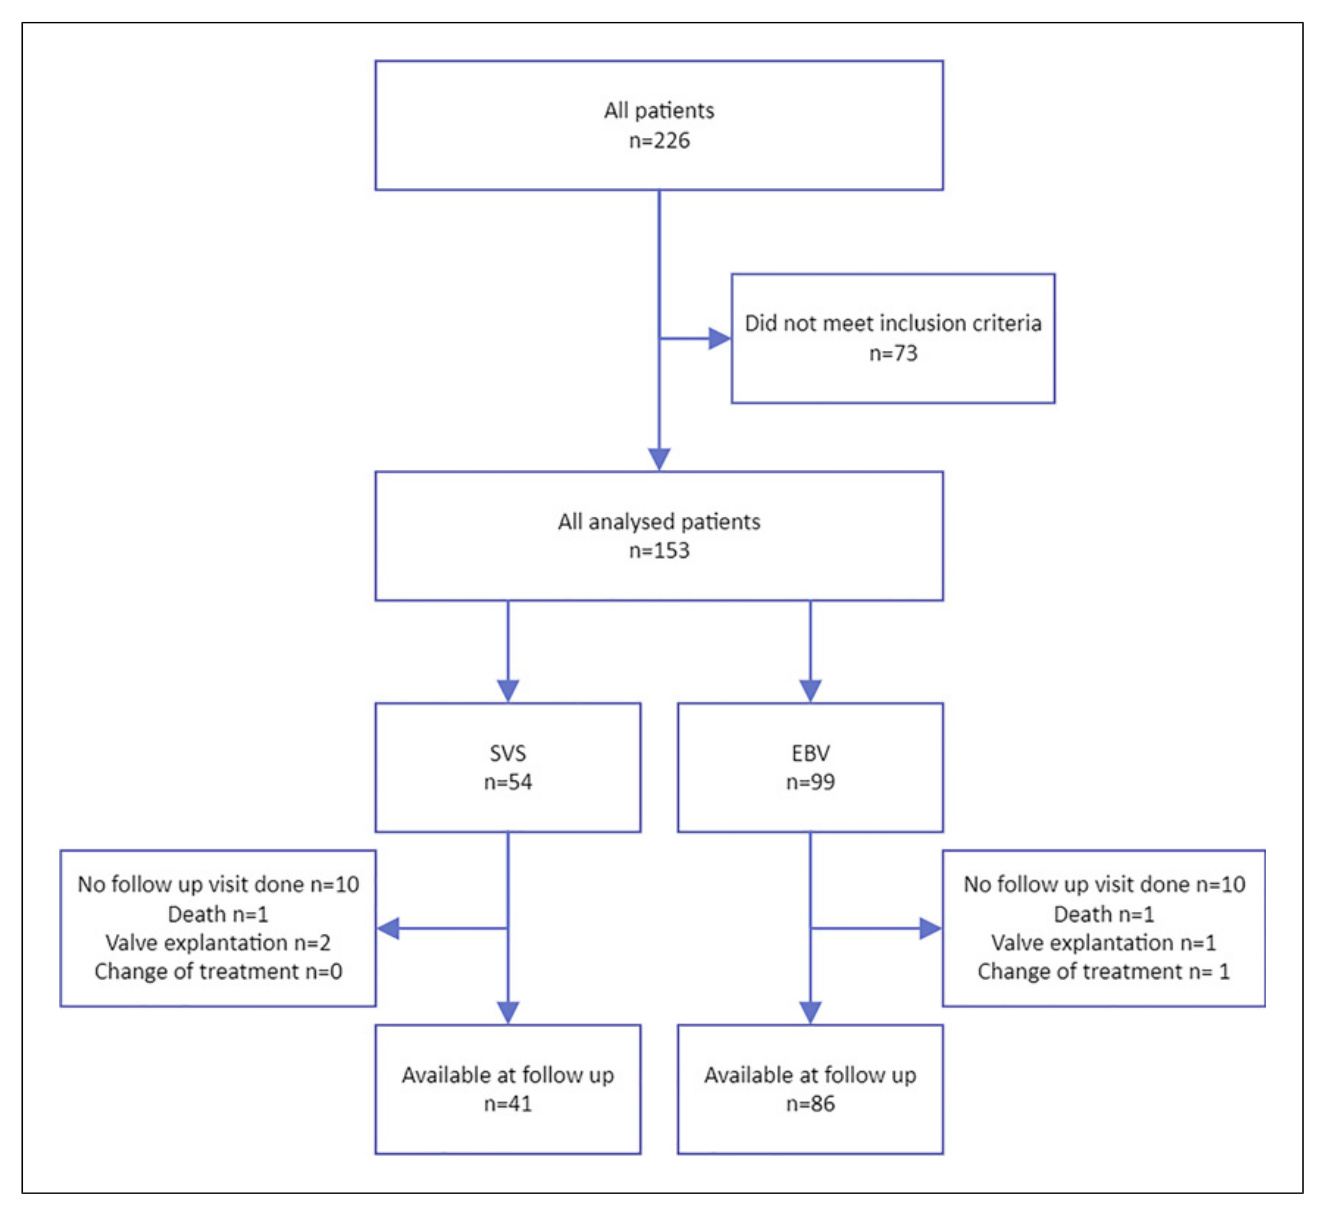 All patients
n=226
Did not meet inclusion criteria
n=73
All analysed patients
n=153
SVS
n=54
EBV
n=99
No follow up visit done n=10
Death n=1
Valve explantation n=2
Change of treatment n=0
No follow up visit done n=10
Death n=1
Valve explantation n=1
Change of treatment n= 1
Available at follow up
n=41
Available at follow up
n=86